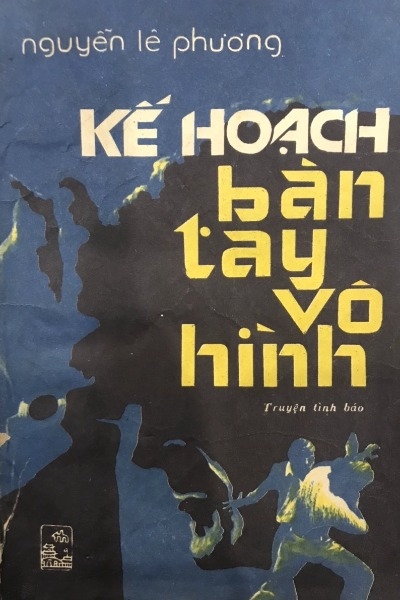 nguyễn lê phương
KẾ HOẠCH
bàn
tay
vô
hình
Truyện tình báo